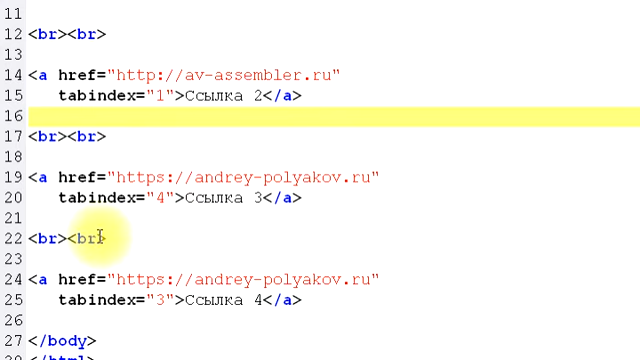 11
12 <br><br>
13
14 <a href="http://av-assembler.ru"
15 tabindex="1">Ссылка 2</a>
16
17 <br><br>
18
19 <a href="https://andrey-polyakov.ru"
20 tabindex="4">Ссылка 3</a>
21
22 <br><br>
23
24 <a href="https://andrey-polyakov.ru"
25 tabindex="3">Ссылка 4</a>
26
27 </body>
28 </html>